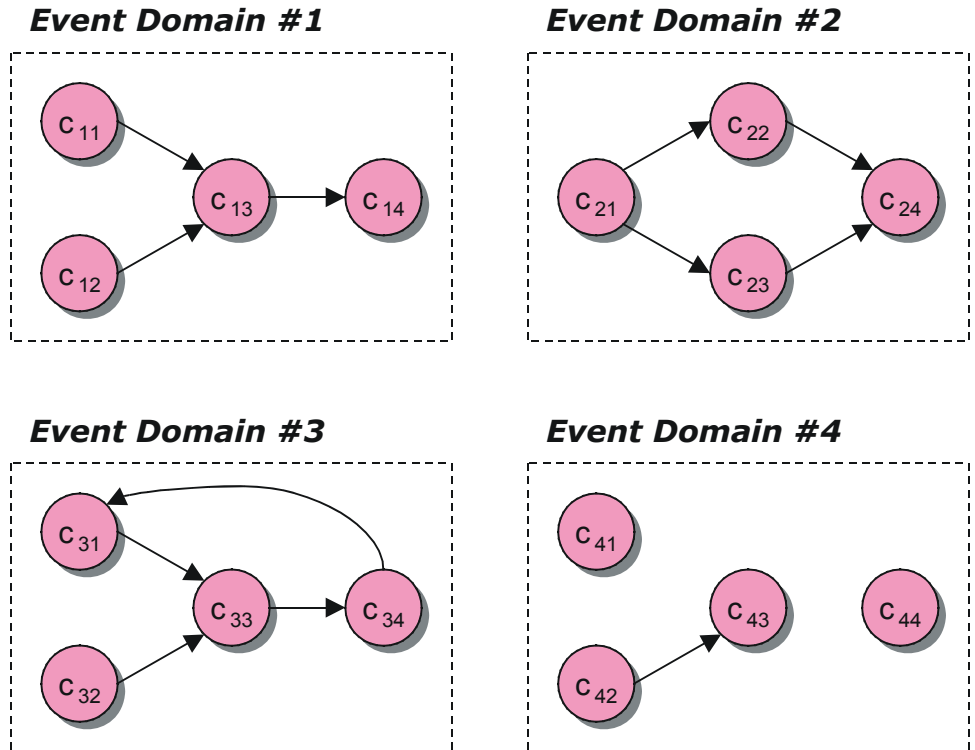 Event Domain #1
c 11
c 12
c 13
c 14
Event Domain #2
c 21
c 22
c 23
c 24
Event Domain #3
c 31
c 32
c 33
c 34
Event Domain #4
c 41
c 42
c 43
c 44